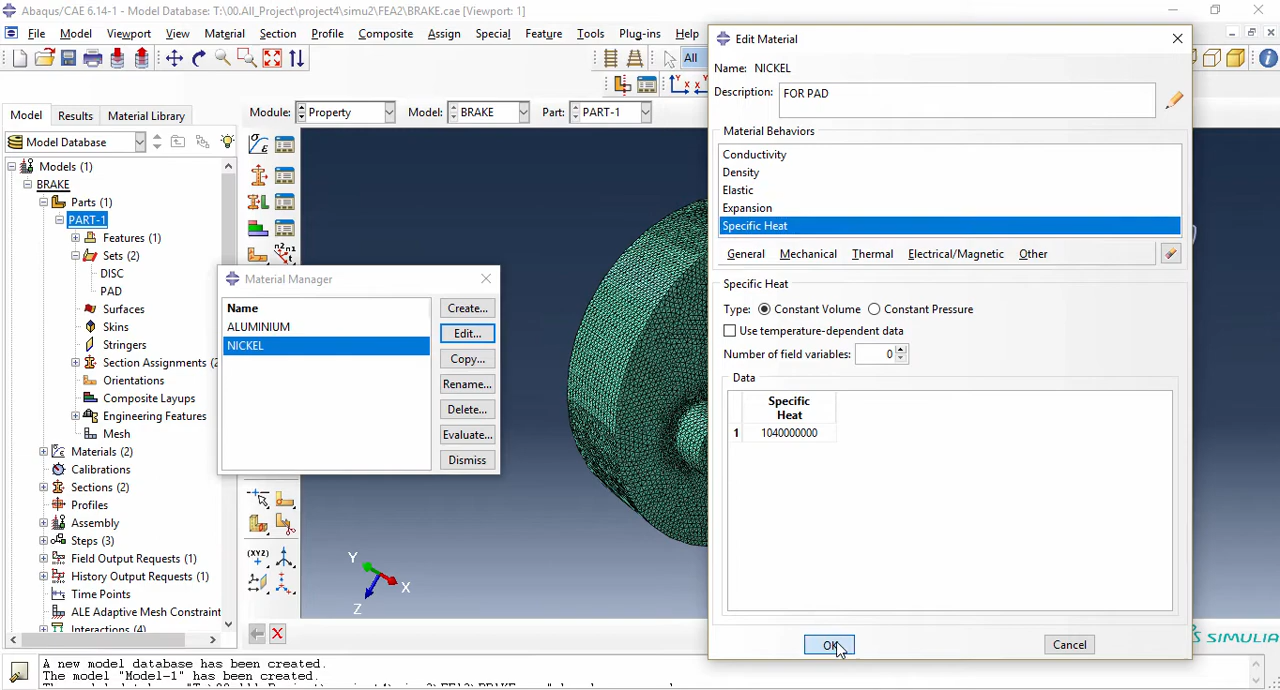 Abaqus/CAE 6.14-1 - Model Database: T:\00.All_Project\project4\simu2\FEA2\BRAKE.cae [Viewport: 1]
File Model Viewport View Material Section Profile Composite Assign Special Feature Tools Plug-ins Help
All
Model Results Material Library
Module: Property Model: BRAKE Part: PART-1
Model Database
Models (1)
BRAKE
Parts (1)
PART-1
Features (1)
Sets (2)
DISC
PAD
Surfaces
Skins
Stringers
Section Assignments (2
Orientations
Composite Layups
Engineering Features
Mesh
Materials (2)
Calibrations
Sections (2)
Profiles
Assembly
Steps (3)
Field Output Requests (1)
History Output Requests (1)
Time Points
ALE Adaptive Mesh Constraint
Interactions (4)
Material Manager
Name
ALUMINIUM
NICKEL
Create...
Edit...
Copy...
Rename...
Delete...
Evaluate...
Dismiss
(XYZ)
Y
X
Z
Edit Material
Name: NICKEL
Description: FOR PAD
Material Behaviors
Conductivity
Density
Elastic
Expansion
Specific Heat
General Mechanical Thermal Electrical/Magnetic Other
Specific Heat
Type: Constant Volume Constant Pressure
Use temperature-dependent data
Number of field variables: 0
Data
Specific
Heat
1 1040000000
OK Cancel
SIMULIA
A new model database has been created.
The model "Model-1" has been created.